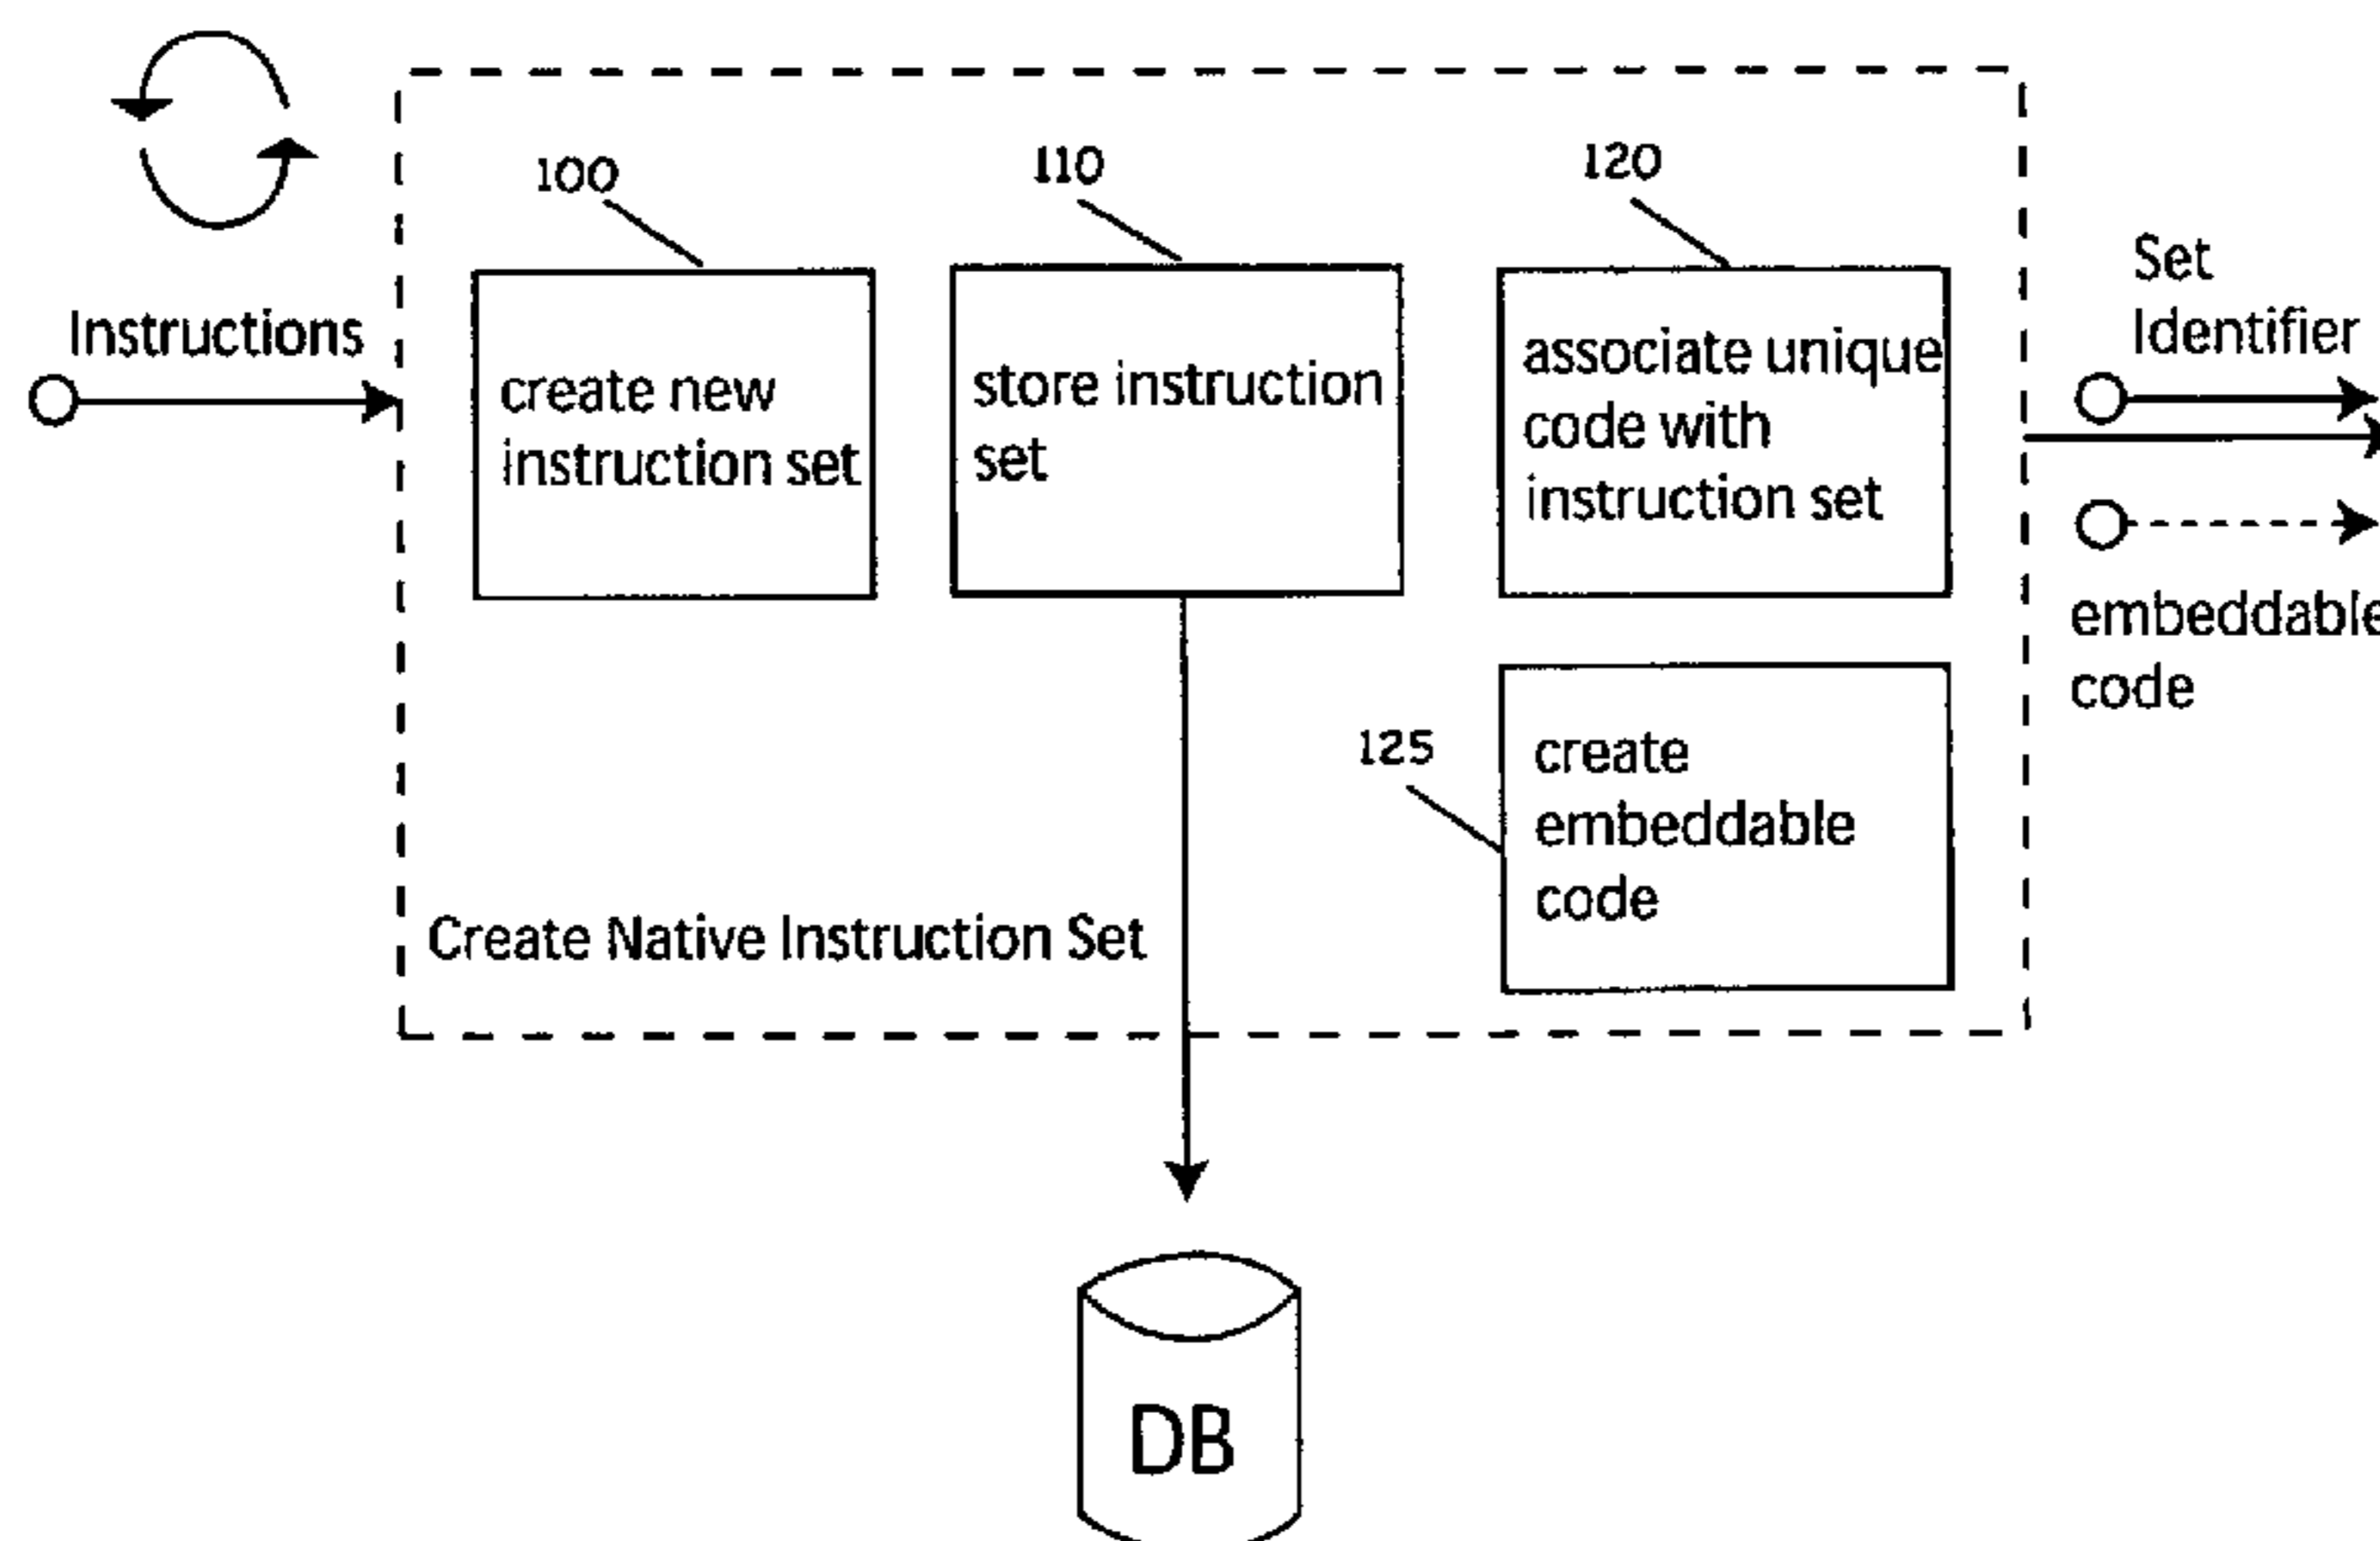 100
110
120
Set
Identifier
Instructions
create new
instruction set
store instruction
set
associate unique
code with
instruction set
embeddable
code
125
create
embeddable
code
Create Native Instruction Set
DB